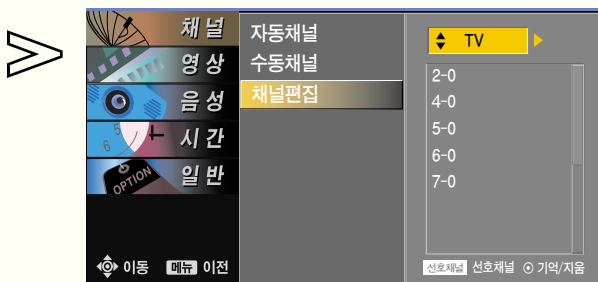 채널
영상
음성
5
6
시간
OPTION
일반
이동 메뉴 이전
자동채널
수동채널
채널편집
TV
2-0
4-0
5-0
6-0
7-0
선호채널 선호채널 ⊙ 기억/지움